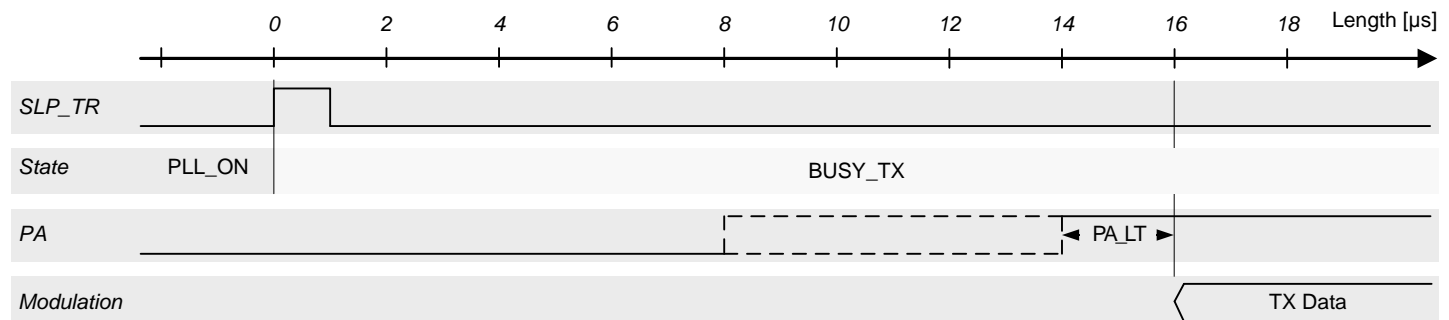 0 2 4 6 8 10 12 14 16 18 Length [µs]
SLP_TR
State PLL_ON BUSY_TX
PA PA_LT
Modulation TX Data